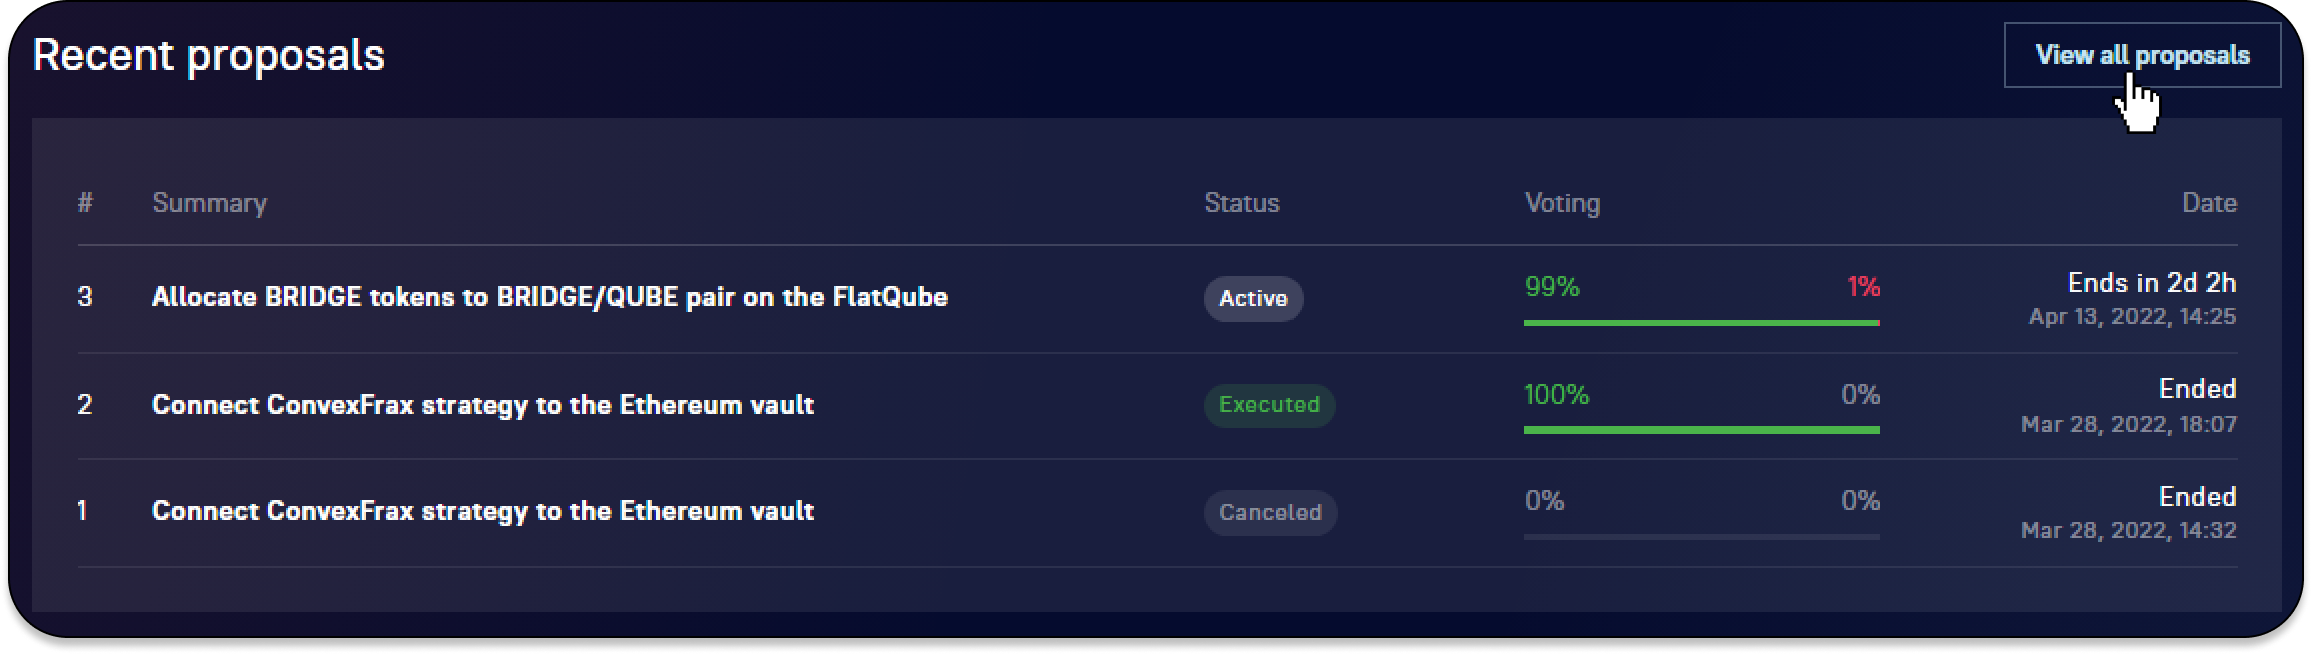 Recent proposals
View all proposals
# Summary Status Voting Date
3 Allocate BRIDGE tokens to BRIDGE/QUBE pair on the FlatQube Active 99% 1% Ends in 2d 2h
Apr 13, 2022, 14:25
2 Connect ConvexFrax strategy to the Ethereum vault Executed 100% 0% Ended
Mar 28, 2022, 18:07
1 Connect ConvexFrax strategy to the Ethereum vault Canceled 0% 0% Ended
Mar 28, 2022, 14:32